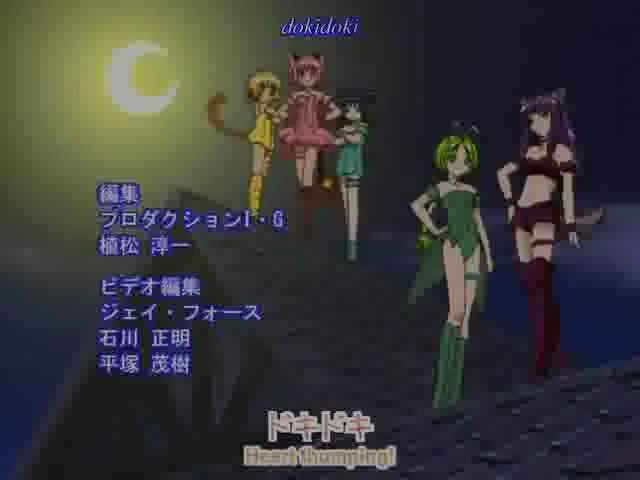 dokidoki
編集
プロダクションI・G
植松 淳一
ビデオ編集
ジェイ・フォース
石川 正明
平塚 茂樹
ドキドキ
Heart thumping!